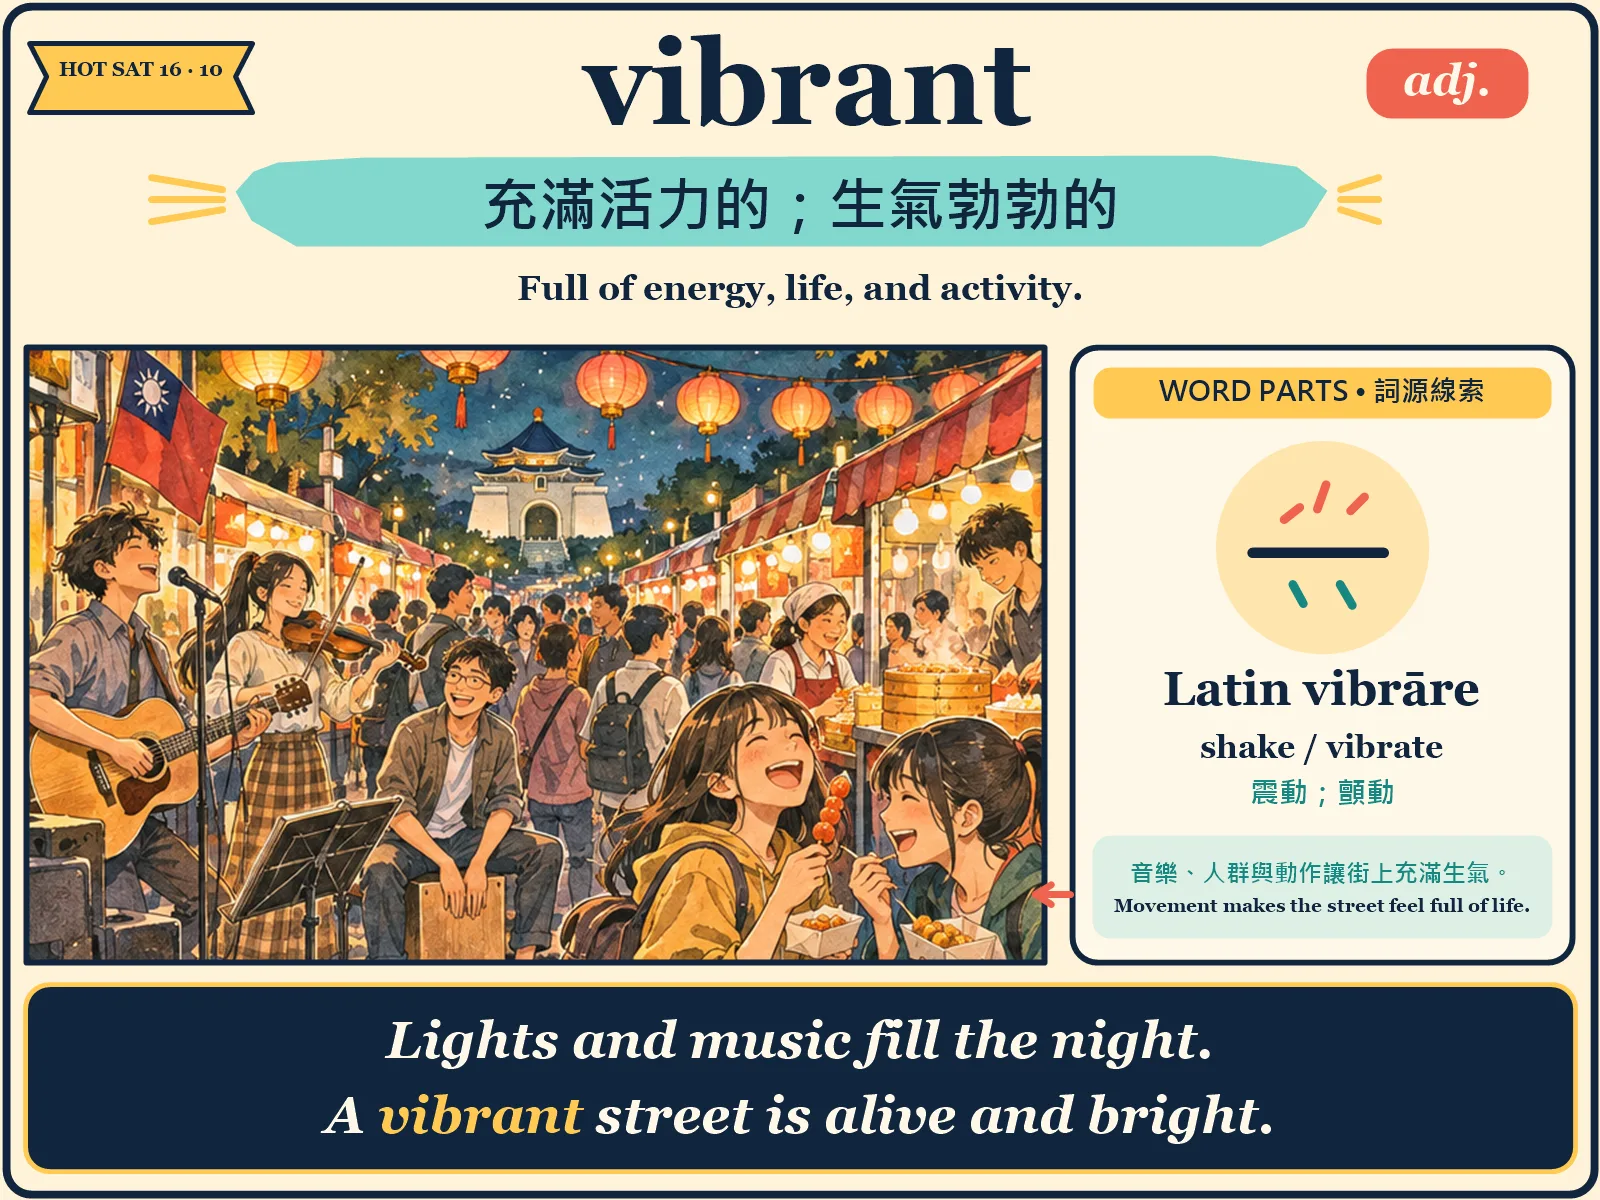 HOT SAT 16 · 10
vibrant
adj.
充滿活力的；生氣勃勃的
Full of energy, life, and activity.
WORD PARTS • 詞源線索
Latin vibrāre
shake / vibrate
震動；顫動
音樂、人群與動作讓街上充滿生氣。
Movement makes the street feel full of life.
Lights and music fill the night.
A vibrant street is alive and bright.